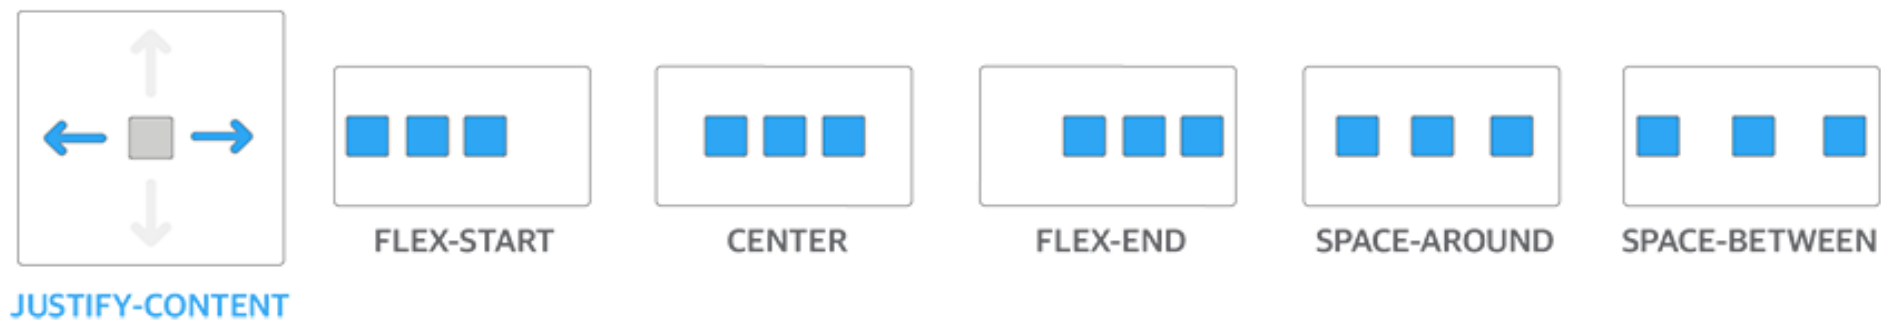 FLEX-START
CENTER
FLEX-END
SPACE-AROUND
SPACE-BETWEEN
JUSTIFY-CONTENT